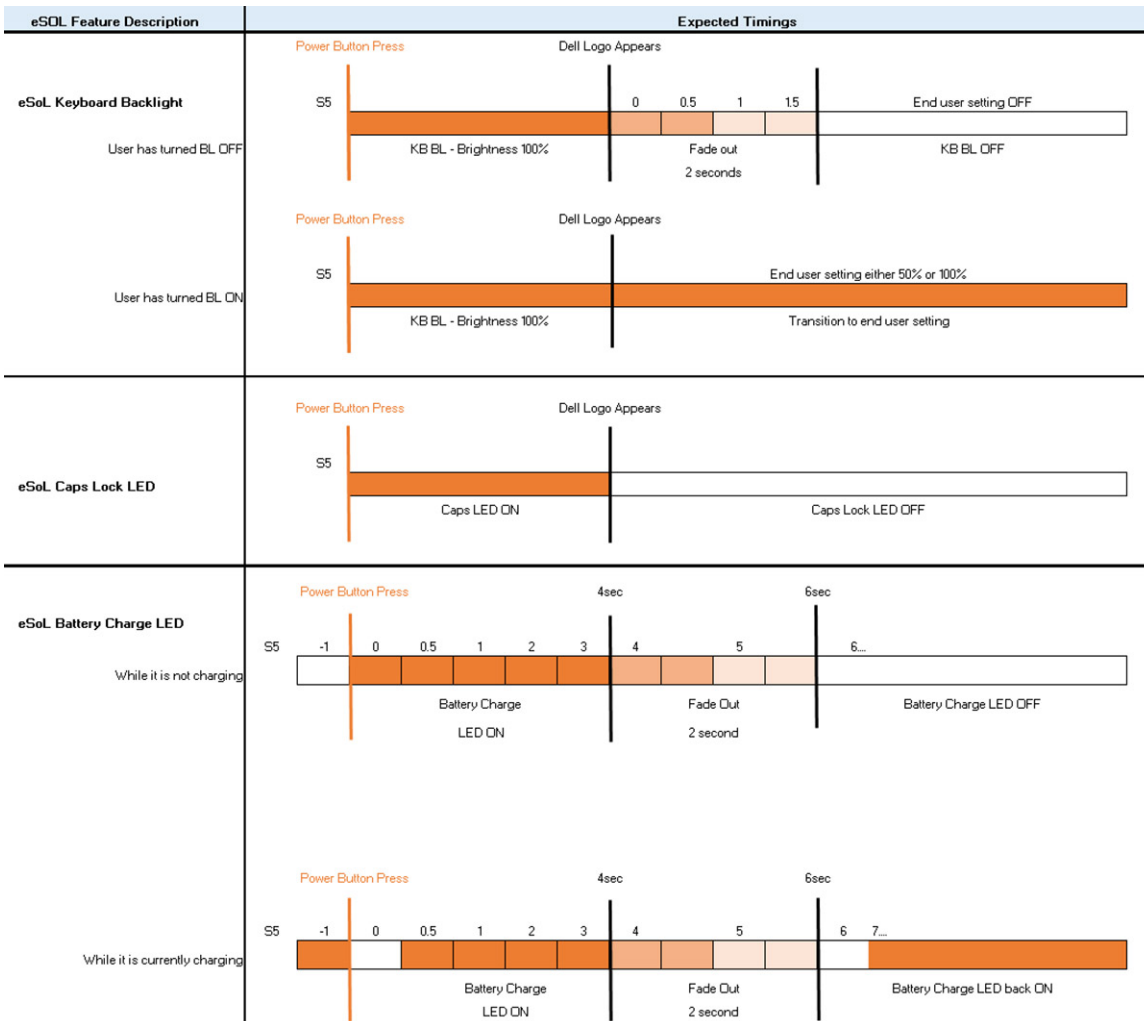 eSOL Feature Description
Expected Timings
Power Button Press
Dell Logo Appears
eSoL Keyboard Backlight
S5
0 0.5 1 1.5
End user setting OFF
User has turned BL OFF
KB BL - Brightness 100%
Fade out
KB BL OFF
2 seconds
Power Button Press
Dell Logo Appears
S5
End user setting either 50% or 100%
User has turned BL ON
KB BL - Brightness 100%
Transition to end user setting
Power Button Press
Dell Logo Appears
S5
eSoL Caps Lock LED
Caps LED ON
Caps Lock LED OFF
Power Button Press
4sec
6sec
eSoL Battery Charge LED
S5
-1 0 0.5 1 2 3 4 5 6...
While it is not charging
Battery Charge
Fade Out
Battery Charge LED OFF
LED ON
2 second
Power Button Press
4sec
6sec
S5
-1 0 0.5 1 2 3 4 5 6 7...
While it is currently charging
Battery Charge
Fade Out
Battery Charge LED back ON
LED ON
2 second